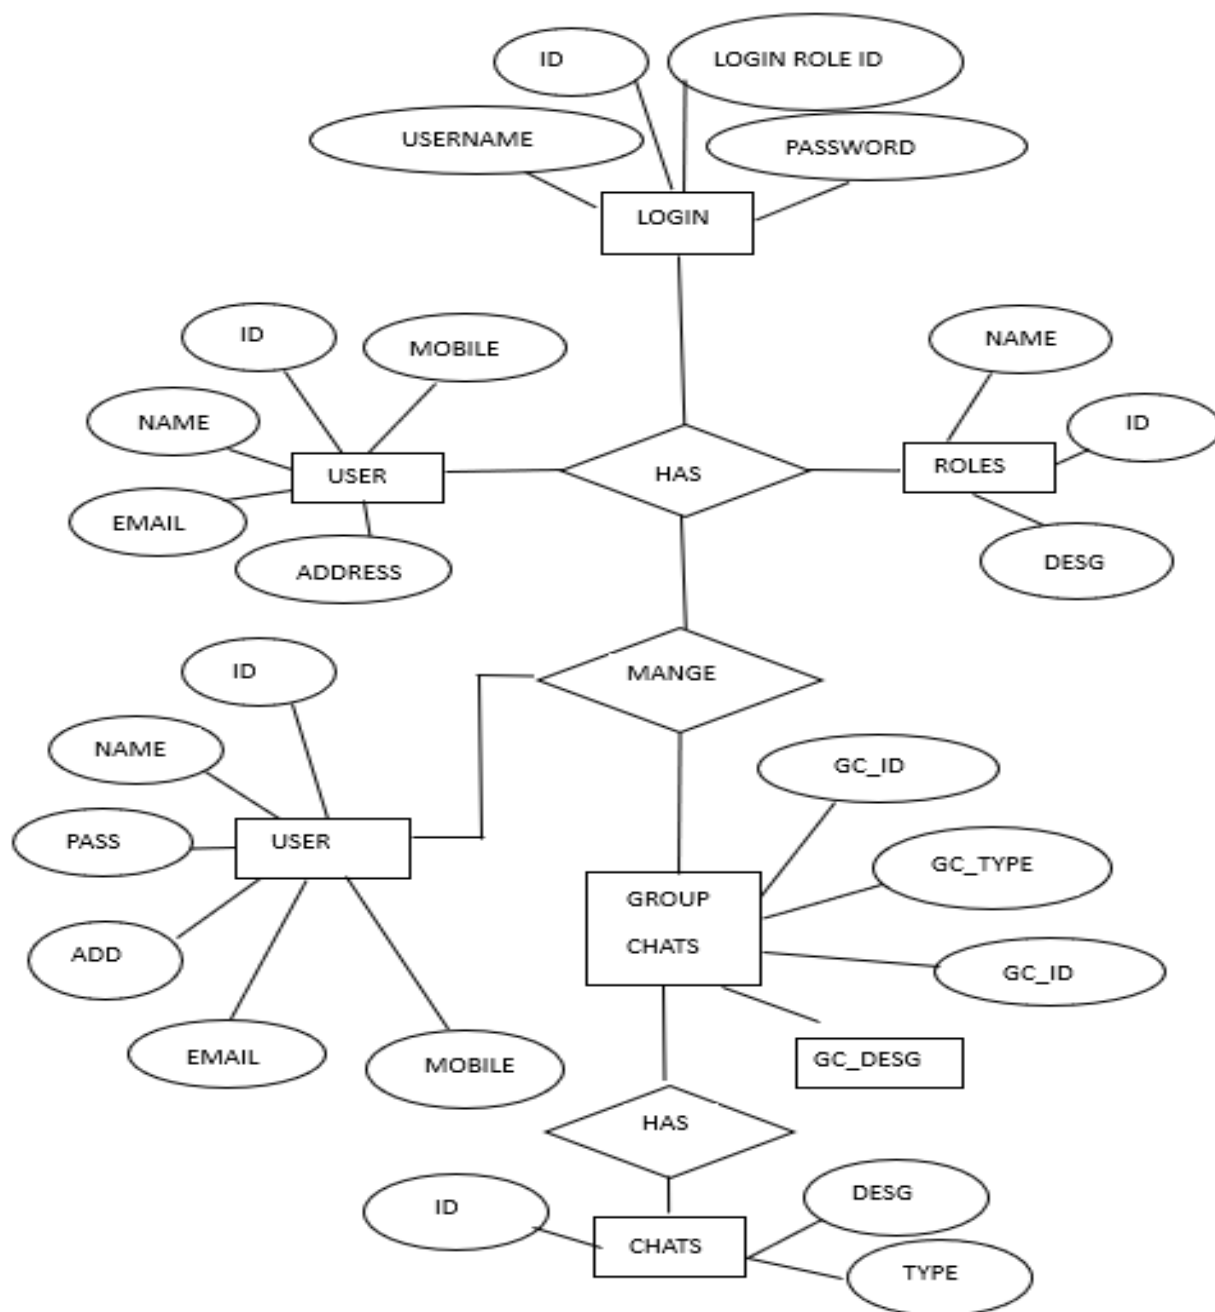 ID
LOGIN ROLE ID
USERNAME
PASSWORD
LOGIN
ID
MOBILE
NAME
NAME
ID
USER
HAS
ROLES
EMAIL
ADDRESS
DESG
ID
MANGE
NAME
GC_ID
PASS
USER
GC_TYPE
GROUP
CHATS
ADD
GC_ID
EMAIL
MOBILE
GC_DESG
HAS
ID
DESG
CHATS
TYPE